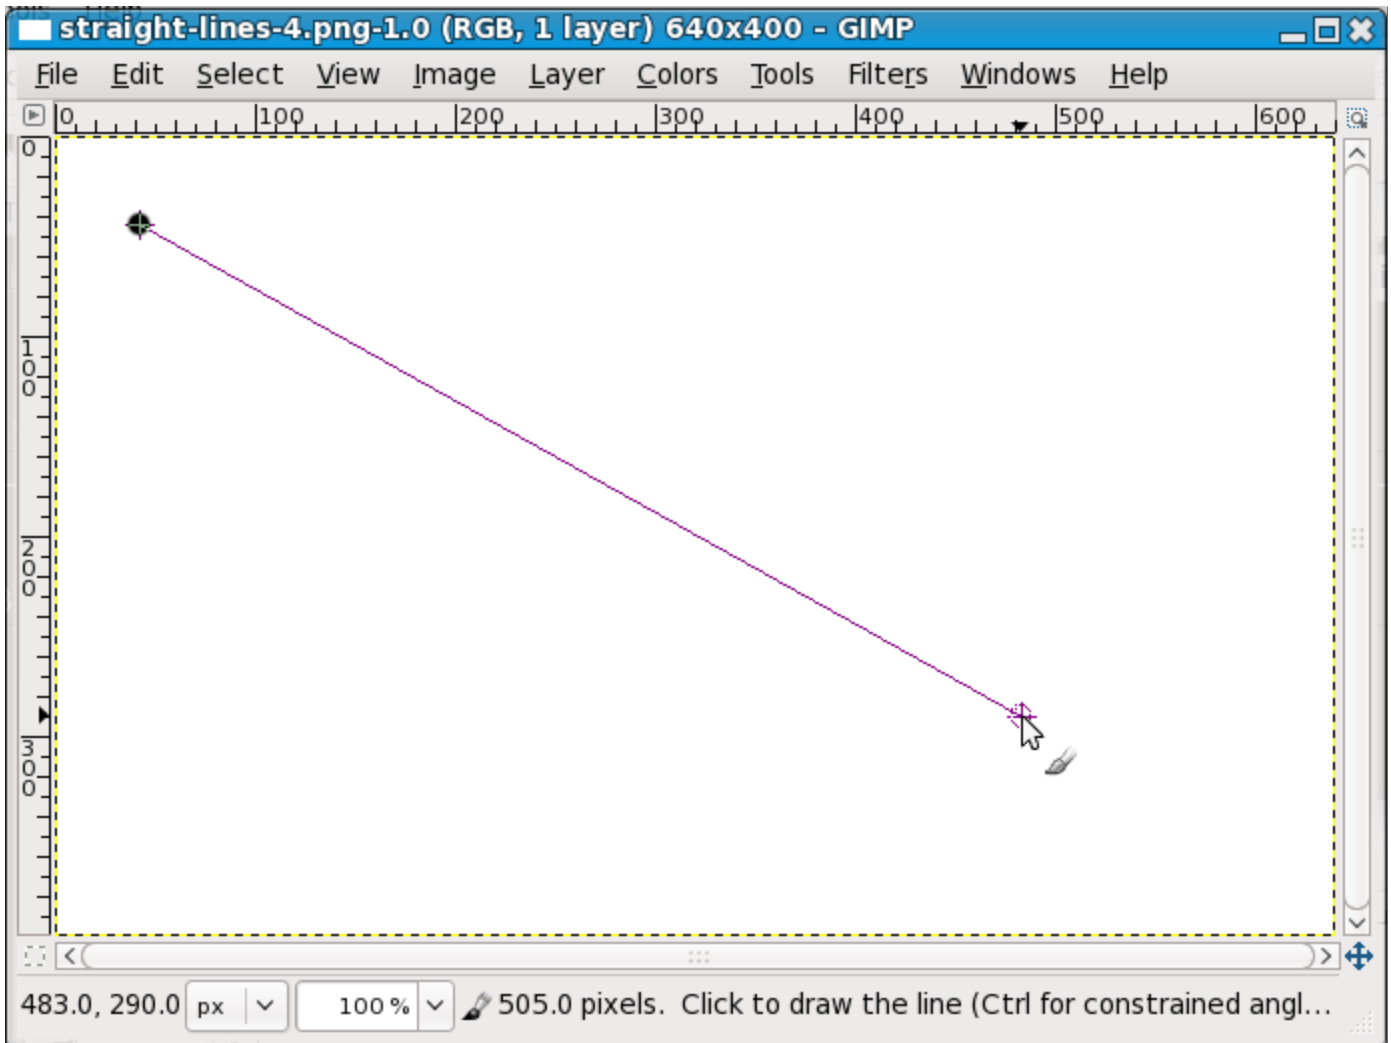 straight-lines-4.png-1.0 (RGB, 1 layer) 640x400 – GIMP
File Edit Select View Image Layer Colors Tools Filters Windows Help
0 100 200 300 400 500 600
0
100
200
300
483.0, 290.0 px 100 % 505.0 pixels. Click to draw the line (Ctrl for constrained angl...